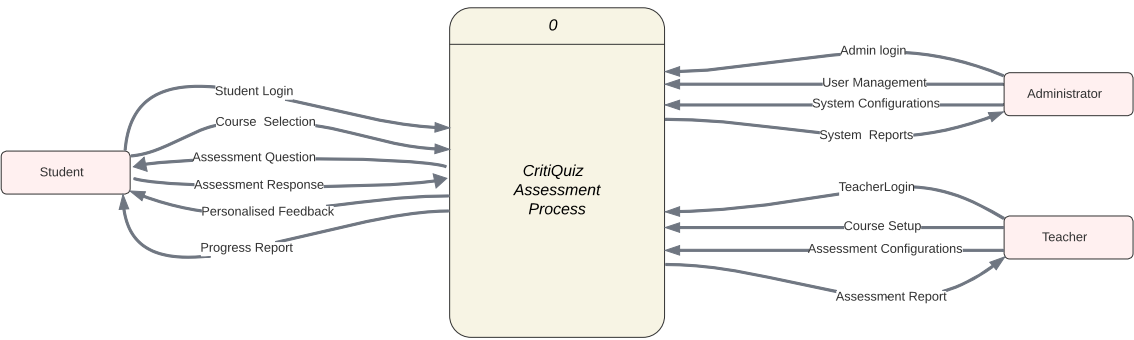 0
CritiQuiz
Assessment
Process
Student
Student Login
Course Selection
Assessment Question
Assessment Response
Personalised Feedback
Progress Report
Admin login
User Management
System Configurations
System Reports
Administrator
TeacherLogin
Course Setup
Assessment Configurations
Assessment Report
Teacher